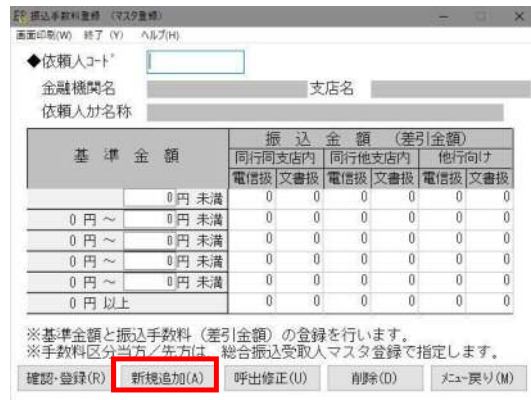 振込手数料登録 （マスタ登録）
画面印刷(W) 終了 (Y) ヘルプ(H)
◆依頼人ｺｰﾄﾞ
金融機関名 支店名
依頼人ｶﾅ名称
基 準 金 額 振 込 金 額 （差引金額）
同行同支店内 同行他支店内 他行向け
電信扱 文書扱 電信扱 文書扱 電信扱 文書扱
0 円 未満 0 0 0 0 0 0
0 円 ～ 0 円 未満 0 0 0 0 0 0
0 円 ～ 0 円 未満 0 0 0 0 0 0
0 円 ～ 0 円 未満 0 0 0 0 0 0
0 円 ～ 0 円 未満 0 0 0 0 0 0
0 円 以上 0 0 0 0 0 0
※基準金額と振込手数料（差引金額）の登録を行います。
※手数料区分当方／先方は、総合振込受取人マスタ登録で指定します。
確認･登録(R) 新規追加(A) 呼出修正(U) 削除(D) ﾒﾆｭｰ戻り(M)